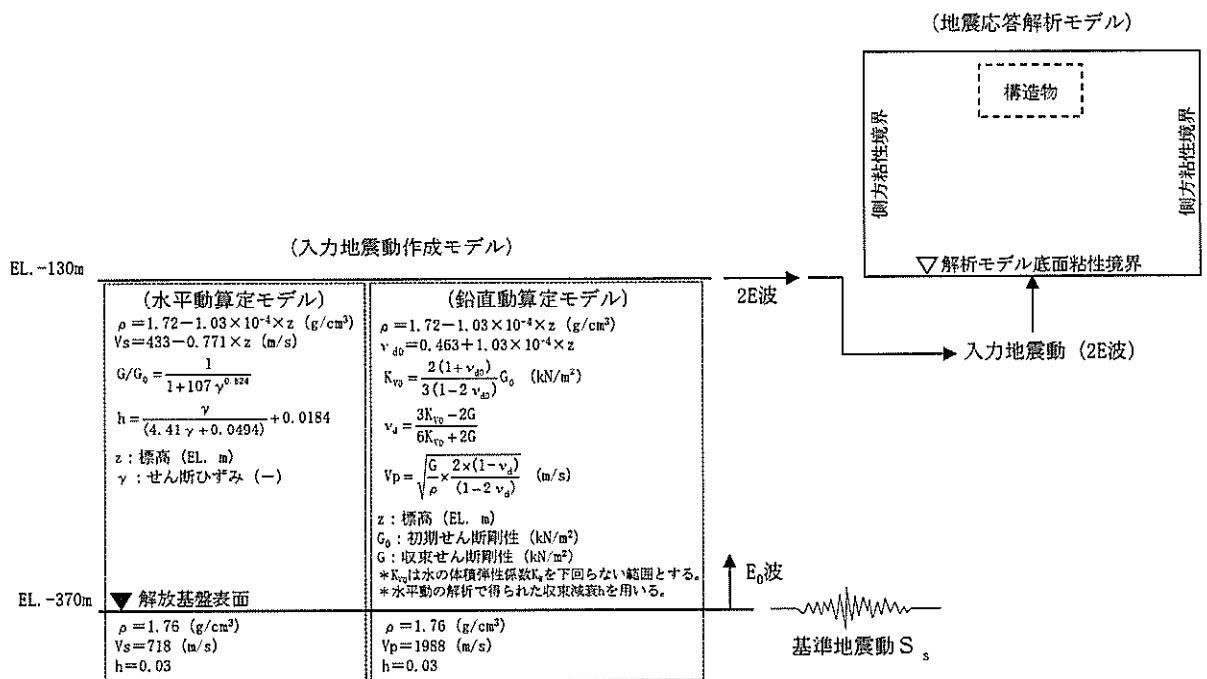 (地震応答解析モデル)
構造物
側方粘性境界
側方粘性境界
▽解析モデル底面粘性境界
(入力地震動作成モデル)
EL.-130m
2E波
入力地震動 (2E波)
(水平動算定モデル)
ρ=1.72-1.03×10⁻⁴×z (g/cm³)
Vs=433-0.771×z (m/s)
G/G₀=1/(1+107γ^0.824)
h=γ/(4.41γ+0.0494)+0.0184
z:標高 (EL. m)
γ:せん断ひずみ (-)
(鉛直動算定モデル)
ρ=1.72-1.03×10⁻⁴×z (g/cm³)
ν_d0=0.463+1.03×10⁻⁴×z
K_V0=2(1+ν_d0)/3(1-2ν_d0) G₀ (kN/m²)
ν_d=(3K_V0-2G)/(6K_V0+2G)
Vp=√(G/ρ×2×(1-ν_d)/(1-2ν_d)) (m/s)
z:標高 (EL. m)
G₀:初期せん断剛性 (kN/m²)
G:収束せん断剛性 (kN/m²)
*K_V0は水の体積弾性係数K_wを下回らない範囲とする。
*水平動の解析で得られた収束減衰hを用いる。
E₀波
EL.-370m
▼解放基盤表面
ρ=1.76 (g/cm³)
Vs=718 (m/s)
h=0.03
ρ=1.76 (g/cm³)
Vp=1988 (m/s)
h=0.03
基準地震動Ss